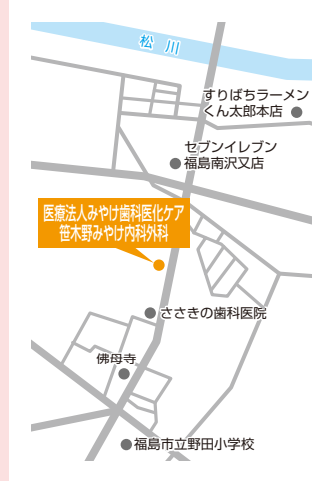 松 川
すりばちラーメン
くん太郎本店
セブンイレブン
福島南沢又店
医療法人みやけ歯科医化ケア
笹木野みやけ内科外科
ささきの歯科医院
佛母寺
福島市立野田小学校